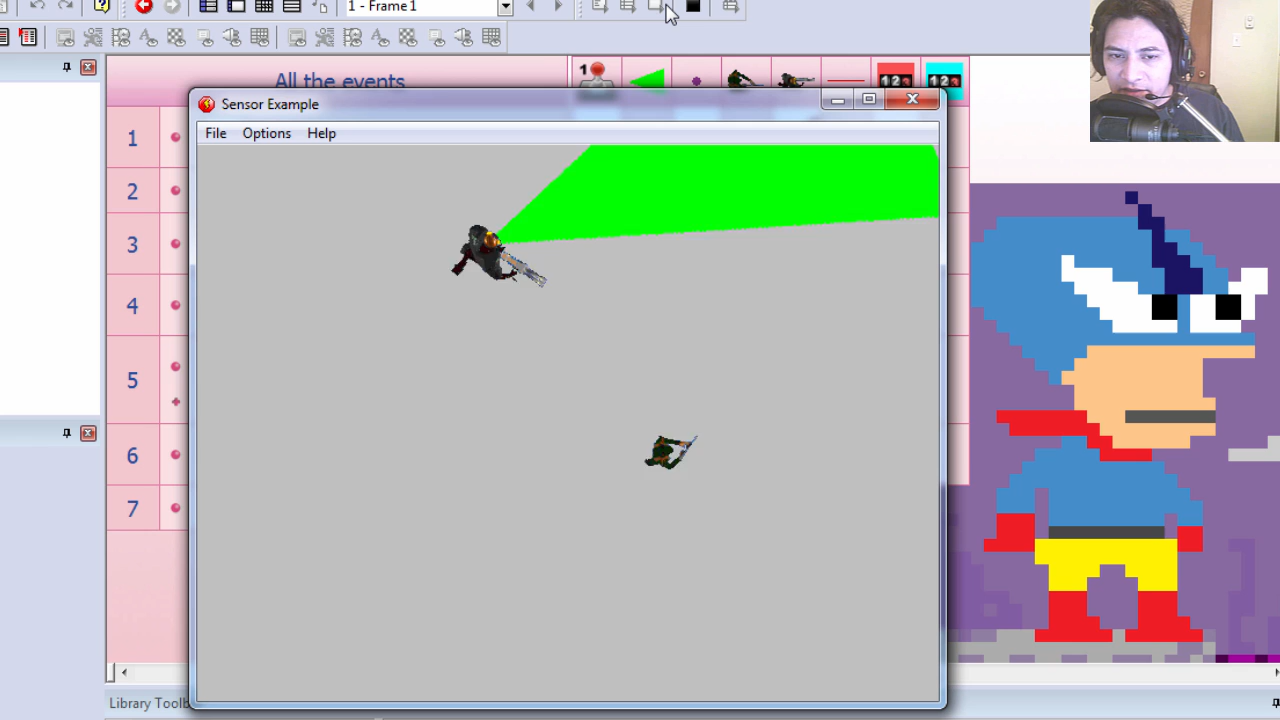 1 - Frame 1
All the events
1
Sensor Example
File Options Help
1
2
3
4
5
6
7
Library Toolb